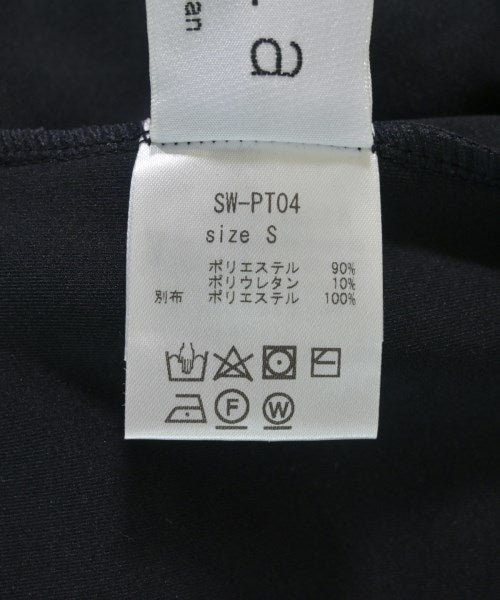 a
an
SW-PT04
size S
ポリエステル 90%
ポリウレタン 10%
別布 ポリエステル 100%
F W